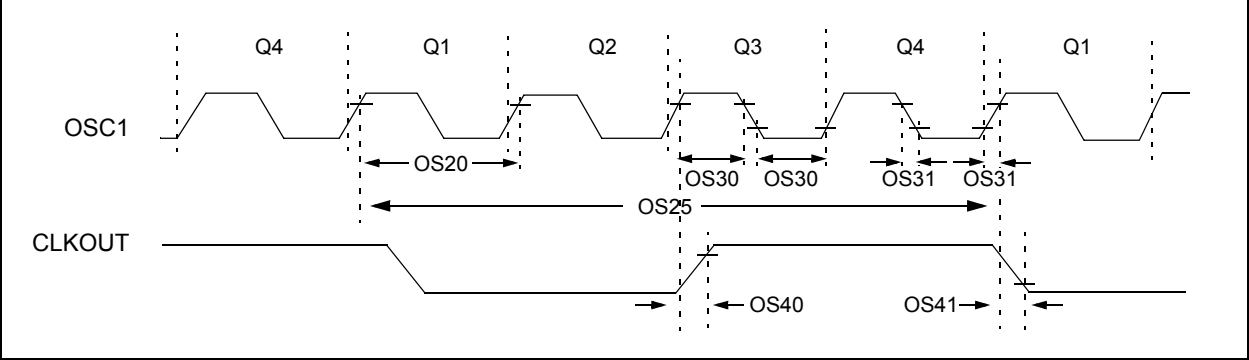 Q4 Q1 Q2 Q3 Q4 Q1
OSC1
OS20
OS30 OS30 OS31 OS31
OS25
CLKOUT
OS40 OS41